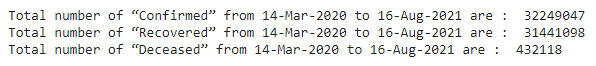 Total number of “Confirmed” from 14-Mar-2020 to 16-Aug-2021 are :  32249047
Total number of “Recovered” from 14-Mar-2020 to 16-Aug-2021 are :  31441098
Total number of “Deceased” from 14-Mar-2020 to 16-Aug-2021 are :  432118